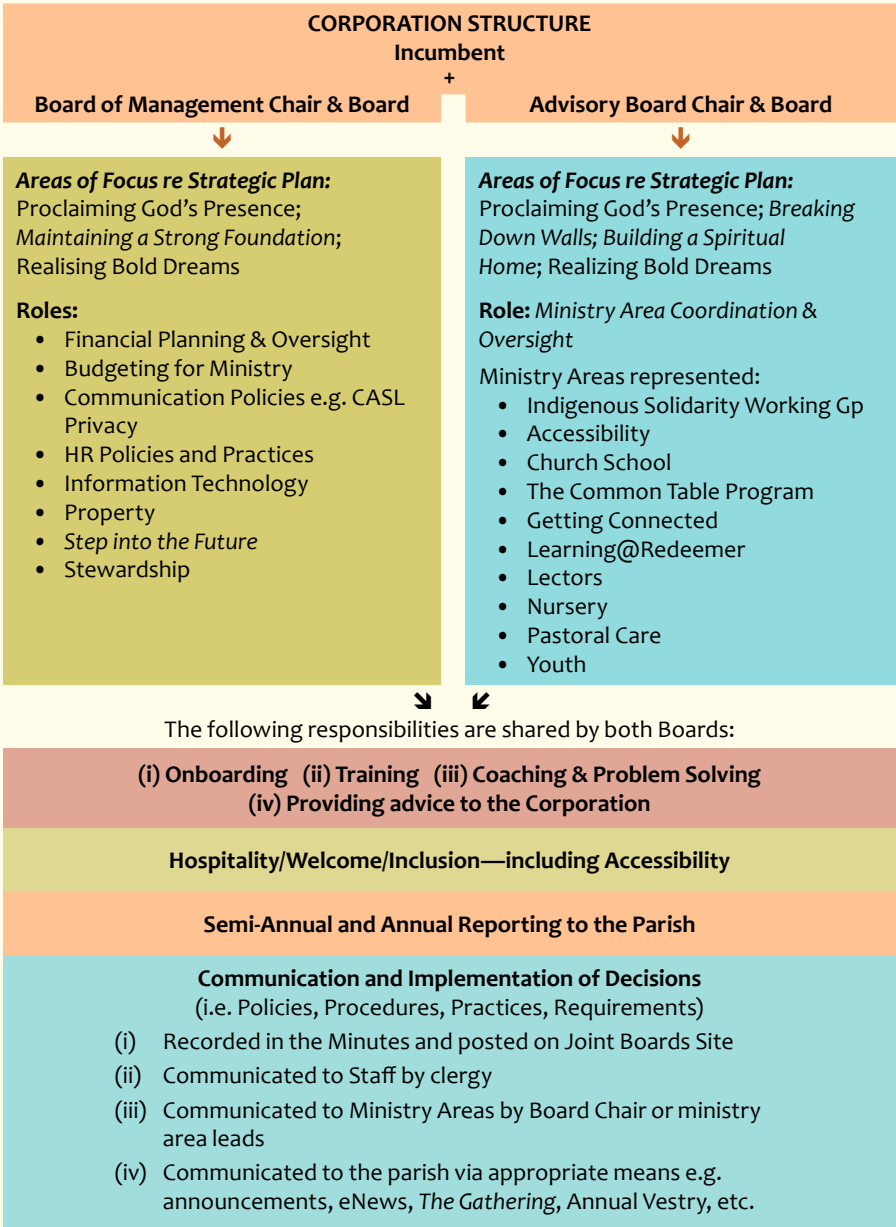 CORPORATION STRUCTURE
Incumbent
+
Board of Management Chair & Board
Advisory Board Chair & Board
Areas of Focus re Strategic Plan:
Proclaiming God's Presence;
Maintaining a Strong Foundation;
Realising Bold Dreams
Roles:
• Financial Planning & Oversight
• Budgeting for Ministry
• Communication Policies e.g. CASL
Privacy
• HR Policies and Practices
• Information Technology
• Property
• Step into the Future
• Stewardship
Areas of Focus re Strategic Plan:
Proclaiming God's Presence; Breaking
Down Walls; Building a Spiritual
Home; Realizing Bold Dreams
Role: Ministry Area Coordination &
Oversight
Ministry Areas represented:
• Indigenous Solidarity Working Gp
• Accessibility
• Church School
• The Common Table Program
• Getting Connected
• Learning@Redeemer
• Lectors
• Nursery
• Pastoral Care
• Youth
The following responsibilities are shared by both Boards:
(i) Onboarding (ii) Training (iii) Coaching & Problem Solving
(iv) Providing advice to the Corporation
Hospitality/Welcome/Inclusion—including Accessibility
Semi-Annual and Annual Reporting to the Parish
Communication and Implementation of Decisions
(i.e. Policies, Procedures, Practices, Requirements)
(i) Recorded in the Minutes and posted on Joint Boards Site
(ii) Communicated to Staff by clergy
(iii) Communicated to Ministry Areas by Board Chair or ministry
area leads
(iv) Communicated to the parish via appropriate means e.g.
announcements, eNews, The Gathering, Annual Vestry, etc.